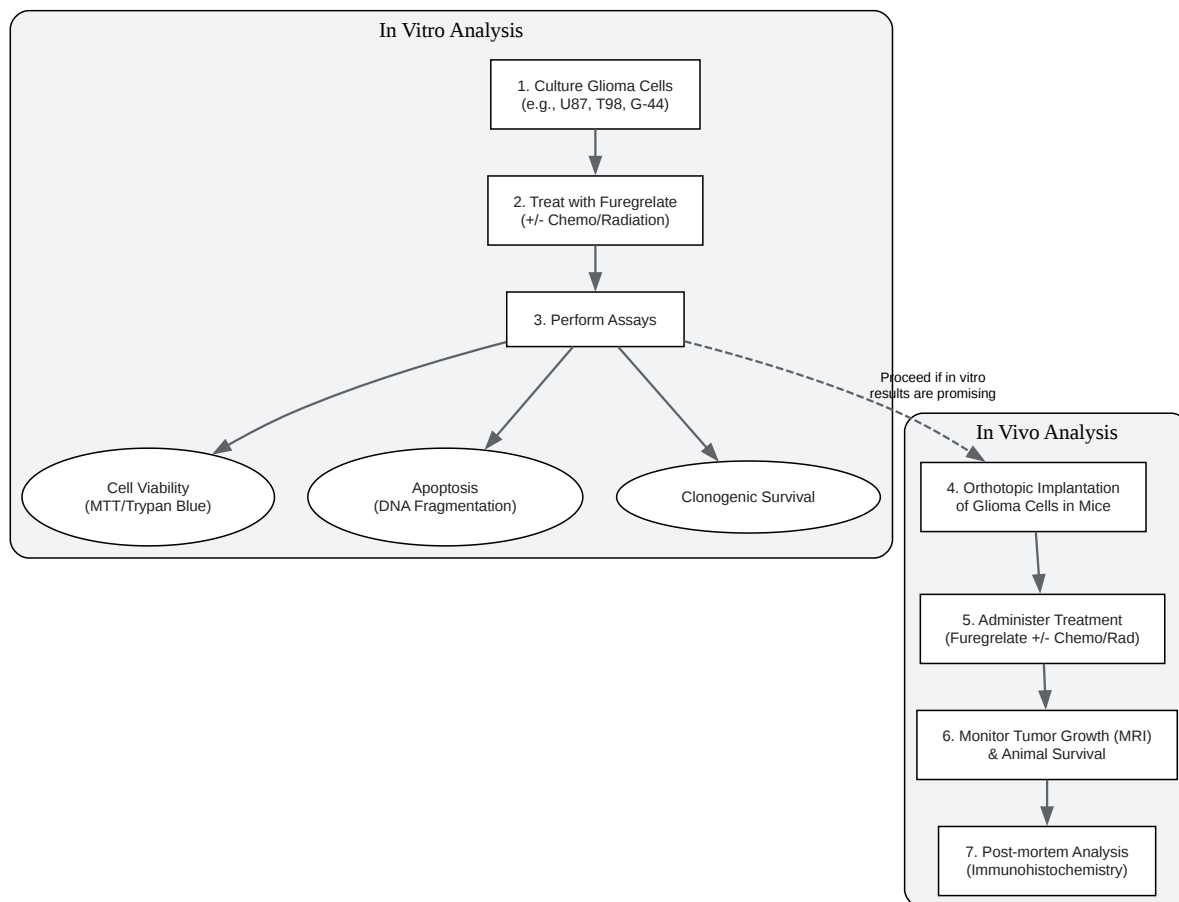 In Vitro Analysis
1. Culture Glioma Cells
(e.g., U87, T98, G-44)
2. Treat with Furegrelate
(+/- Chemo/Radiation)
3. Perform Assays
Cell Viability
(MTT/Trypan Blue)
Apoptosis
(DNA Fragmentation)
Clonogenic Survival
Proceed if in vitro
results are promising
In Vivo Analysis
4. Orthotopic Implantation
of Glioma Cells in Mice
5. Administer Treatment
(Furegrelate +/- Chemo/Rad)
6. Monitor Tumor Growth (MRI)
& Animal Survival
7. Post-mortem Analysis
(Immunohistochemistry)